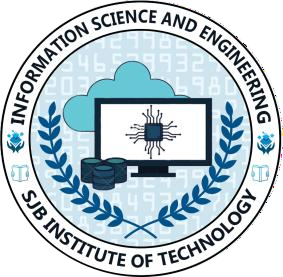 INFORMATION SCIENCE AND ENGINEERING
SJB INSTITUTE OF TECHNOLOGY